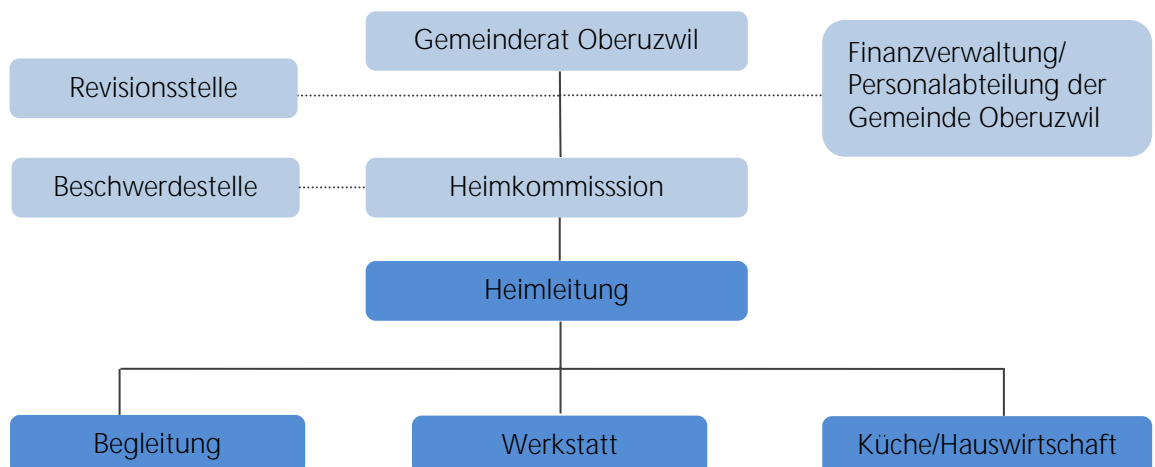 Gemeinderat Oberuzwil
Finanzverwaltung/
Personalabteilung der
Gemeinde Oberuzwil
Revisionsstelle
Beschwerdestelle
Heimkommisssion
Heimleitung
Begleitung
Werkstatt
Küche/Hauswirtschaft